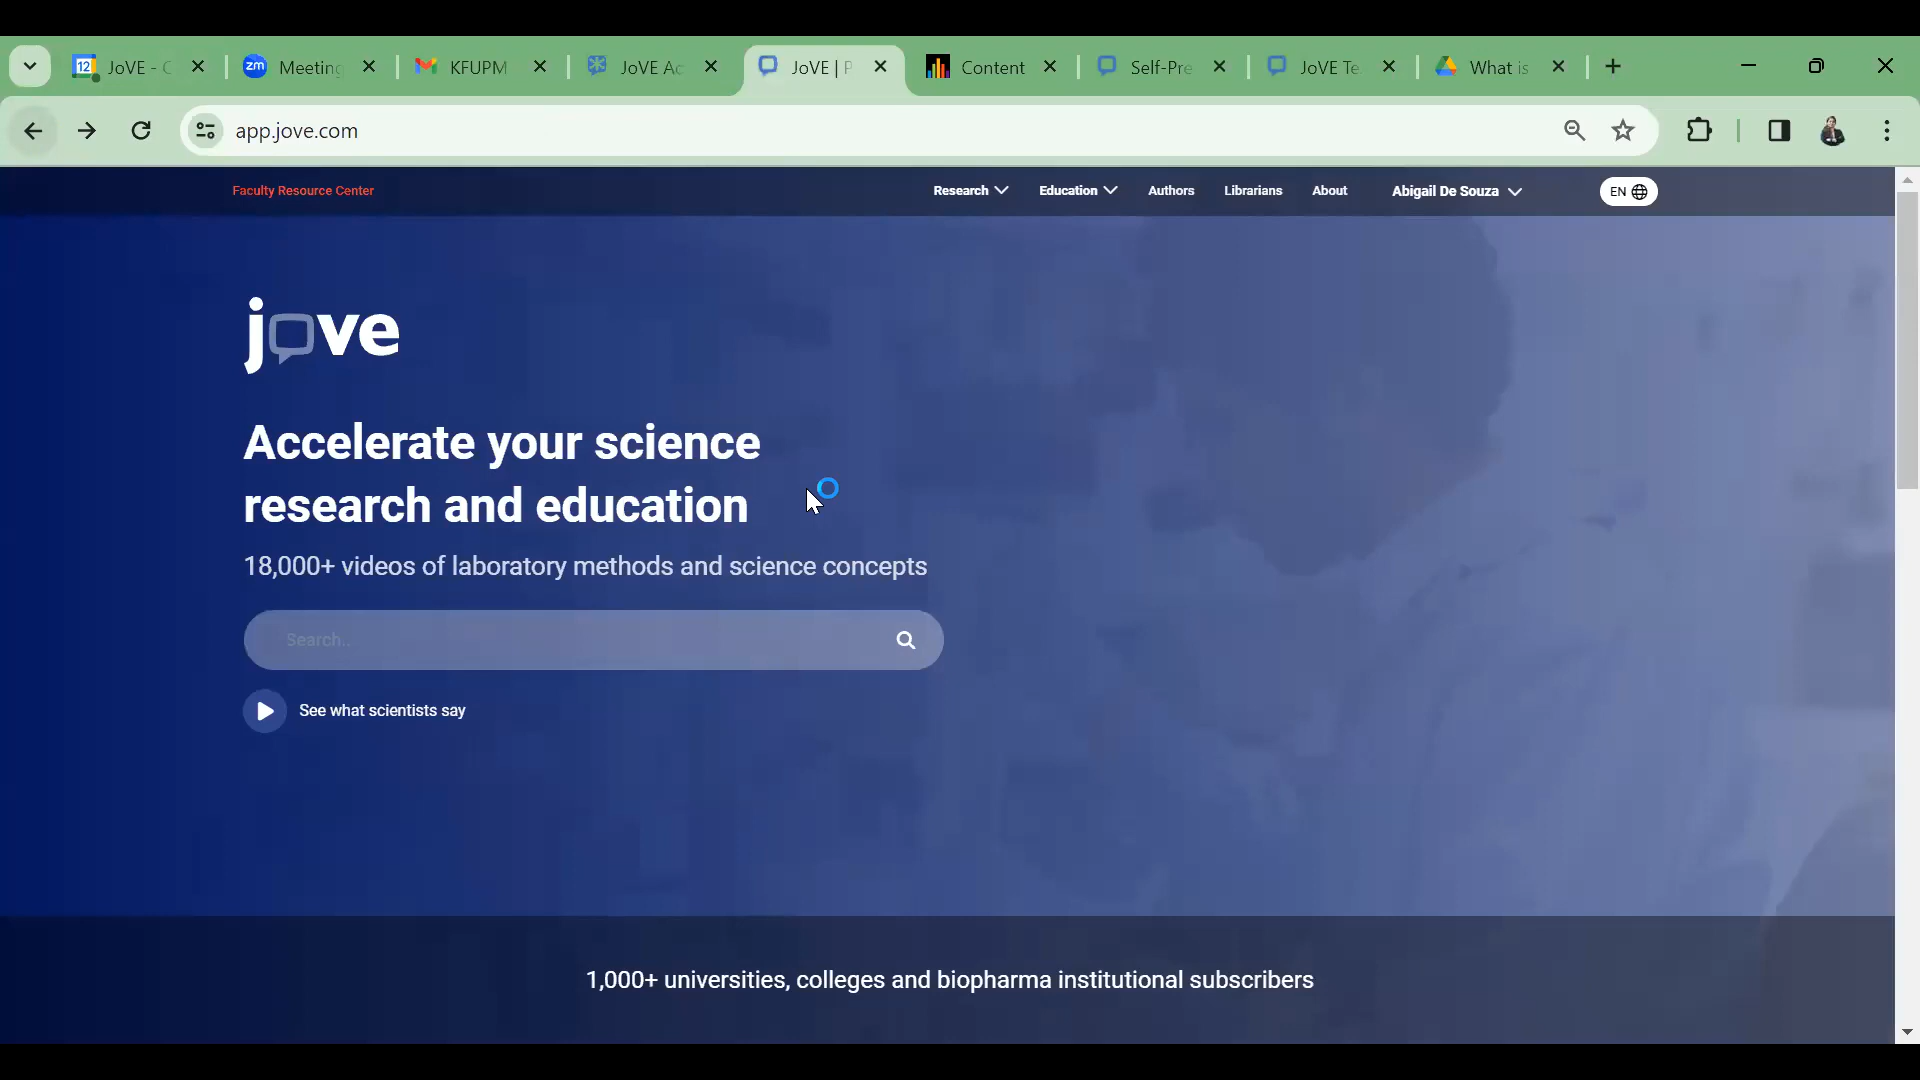 12 JoVE - C
zm Meeting
KFUPM
JoVE Ac
JoVE | P
Content
Self-Pre
JoVE Te
What is
app.jove.com
Faculty Resource Center
Research
Education
Authors
Librarians
About
Abigail De Souza
EN
jove
Accelerate your science
research and education
18,000+ videos of laboratory methods and science concepts
Search..
See what scientists say
1,000+ universities, colleges and biopharma institutional subscribers